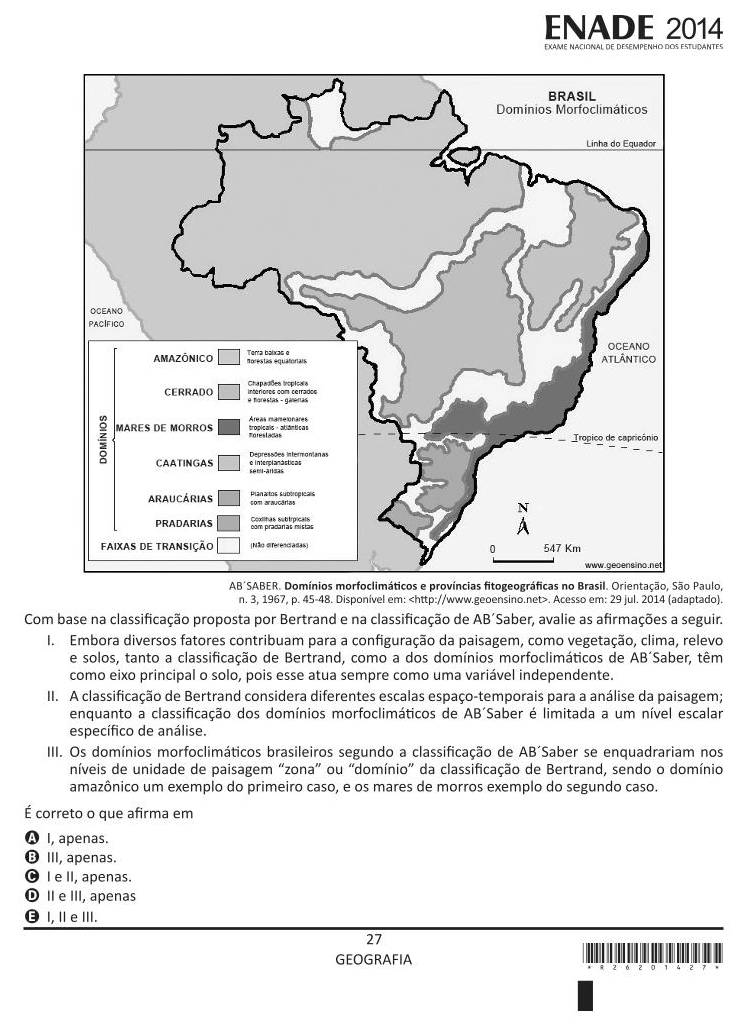 ENADE 2014
EXAME NACIONAL DE DESEMPENHO DOS ESTUDANTES
BRASIL
Domínios Morfoclimáticos
Linha do Equador
OCEANO
PACÍFICO
OCEANO
ATLÂNTICO
Tropico de capricónio
DOMÍNIOS
AMAZÔNICO
Terra baixas e
florestas equatoriais
CERRADO
Chapadões tropicais
interiores com cerrados
e florestas - galerias
MARES DE MORROS
Áreas mamelonares
tropicais - atlânticas
florestadas
CAATINGAS
Depressões intermontanas
e interplanásticas
semi-áridas
ARAUCÁRIAS
Planaltos subtropicais
com araucárias
PRADARIAS
Coxilhas subtrpicais
com pradarias mistas
FAIXAS DE TRANSIÇÃO
(Não diferenciadas)
N
0 547 Km
www.geoensino.net
AB´SABER. Domínios morfoclimáticos e províncias fitogeográficas no Brasil. Orientação, São Paulo,
n. 3, 1967, p. 45-48. Disponível em: <http://www.geoensino.net>. Acesso em: 29 jul. 2014 (adaptado).
Com base na classificação proposta por Bertrand e na classificação de AB´Saber, avalie as afirmações a seguir.
I. Embora diversos fatores contribuam para a configuração da paisagem, como vegetação, clima, relevo
e solos, tanto a classificação de Bertrand, como a dos domínios morfoclimáticos de AB´Saber, têm
como eixo principal o solo, pois esse atua sempre como uma variável independente.
II. A classificação de Bertrand considera diferentes escalas espaço-temporais para a análise da paisagem;
enquanto a classificação dos domínios morfoclimáticos de AB´Saber é limitada a um nível escalar
específico de análise.
III. Os domínios morfoclimáticos brasileiros segundo a classificação de AB´Saber se enquadrariam nos
níveis de unidade de paisagem “zona” ou “domínio” da classificação de Bertrand, sendo o domínio
amazônico um exemplo do primeiro caso, e os mares de morros exemplo do segundo caso.
É correto o que afirma em
A I, apenas.
B III, apenas.
C I e II, apenas.
D II e III, apenas
E I, II e III.
27
GEOGRAFIA
*R26201427*